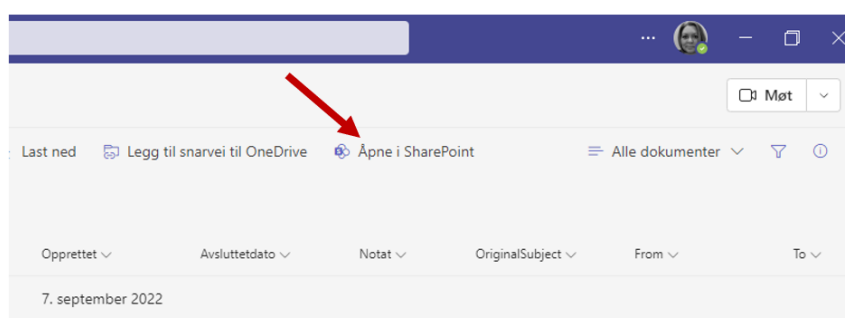 ...
Møt
Last ned Legg til snarvei til OneDrive Åpne i SharePoint Alle dokumenter
Opprettet Avsluttetdato Notat OriginalSubject From To
7. september 2022